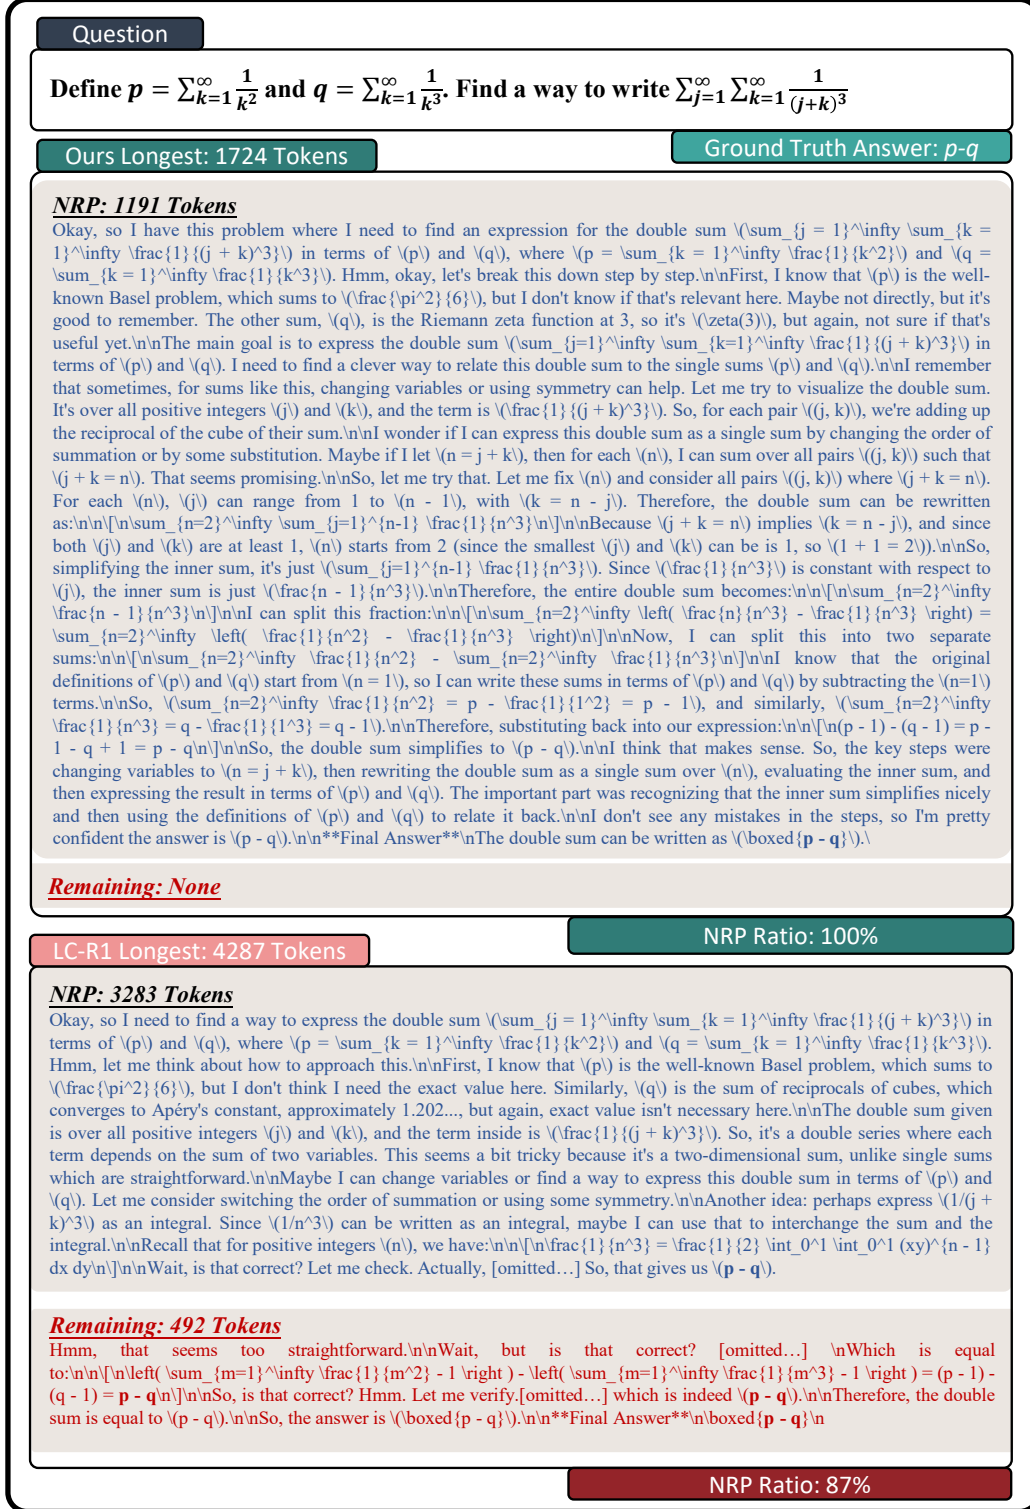 Question
Define p = ∑_{k=1}^{∞} 1/k² and q = ∑_{k=1}^{∞} 1/k³. Find a way to write ∑_{j=1}^{∞} ∑_{k=1}^{∞} 1/(j+k)³
Ours Longest: 1724 Tokens
Ground Truth Answer: p-q
NRP: 1191 Tokens
Okay, so I have this problem where I need to find an expression for the double sum \(\sum_{j = 1}^\infty \sum_{k =
1}^\infty \frac{1}{(j + k)^3}\) in terms of \(p\) and \(q\), where \(p = \sum_{k = 1}^\infty \frac{1}{k^2}\) and \(q =
\sum_{k = 1}^\infty \frac{1}{k^3}\). Hmm, okay, let's break this down step by step.\n\nFirst, I know that \(p\) is the well-
known Basel problem, which sums to \(\frac{\pi^2}{6}\), but I don't know if that's relevant here. Maybe not directly, but it's
good to remember. The other sum, \(q\), is the Riemann zeta function at 3, so it's \(\zeta(3)\), but again, not sure if that's
useful yet.\n\nThe main goal is to express the double sum \(\sum_{j=1}^\infty \sum_{k=1}^\infty \frac{1}{(j + k)^3}\) in
terms of \(p\) and \(q\). I need to find a clever way to relate this double sum to the single sums \(p\) and \(q\).\n\nI remember
that sometimes, for sums like this, changing variables or using symmetry can help. Let me try to visualize the double sum.
It's over all positive integers \(j\) and \(k\), and the term is \(\frac{1}{(j + k)^3}\). So, for each pair \((j, k)\), we're adding up
the reciprocal of the cube of their sum.\n\nI wonder if I can express this double sum as a single sum by changing the order of
summation or by some substitution. Maybe if I let \(n = j + k\), then for each \(n\), I can sum over all pairs \((j, k)\) such that
\(j + k = n\). That seems promising.\n\nSo, let me try that. Let me fix \(n\) and consider all pairs \((j, k)\) where \(j + k = n\).
For each \(n\), \(j\) can range from 1 to \(n - 1\), with \(k = n - j\). Therefore, the double sum can be rewritten
as:\n\n\[\n\sum_{n=2}^\infty \sum_{j=1}^{n-1} \frac{1}{n^3}\n\]\n\nBecause \(j + k = n\) implies \(k = n - j\), and since
both \(j\) and \(k\) are at least 1, \(n\) starts from 2 (since the smallest \(j\) and \(k\) can be is 1, so \(1 + 1 = 2\)).\n\nSo,
simplifying the inner sum, it's just \(\sum_{j=1}^{n-1} \frac{1}{n^3}\). Since \(\frac{1}{n^3}\) is constant with respect to
\(j\), the inner sum is just \(\frac{n - 1}{n^3}\).\n\nTherefore, the entire double sum becomes:\n\n\[\n\sum_{n=2}^\infty
\frac{n - 1}{n^3}\n\]\n\nI can split this fraction:\n\n\[\n\sum_{n=2}^\infty \left( \frac{n}{n^3} - \frac{1}{n^3} \right) =
\sum_{n=2}^\infty \left( \frac{1}{n^2} - \frac{1}{n^3} \right)\n\]\n\nNow, I can split this into two separate
sums:\n\n\[\n\sum_{n=2}^\infty \frac{1}{n^2} - \sum_{n=2}^\infty \frac{1}{n^3}\n\]\n\nI know that the original
definitions of \(p\) and \(q\) start from \(n = 1\), so I can write these sums in terms of \(p\) and \(q\) by subtracting the \(n=1\)
terms.\n\nSo, \(\sum_{n=2}^\infty \frac{1}{n^2} = p - \frac{1}{1^2} = p - 1\), and similarly, \(\sum_{n=2}^\infty
\frac{1}{n^3} = q - \frac{1}{1^3} = q - 1\).\n\nTherefore, substituting back into our expression:\n\n\[\n(p - 1) - (q - 1) = p -
1 - q + 1 = p - q\n\]\n\nSo, the double sum simplifies to \(p - q\).\n\nI think that makes sense. So, the key steps were
changing variables to \(n = j + k\), then rewriting the double sum as a single sum over \(n\), evaluating the inner sum, and
then expressing the result in terms of \(p\) and \(q\). The important part was recognizing that the inner sum simplifies nicely
and then using the definitions of \(p\) and \(q\) to relate it back.\n\nI don't see any mistakes in the steps, so I'm pretty
confident the answer is \(p - q\).\n\n**Final Answer**\nThe double sum can be written as \(\boxed{p - q}\).\
Remaining: None
NRP Ratio: 100%
LC-R1 Longest: 4287 Tokens
NRP: 3283 Tokens
Okay, so I need to find a way to express the double sum \(\sum_{j = 1}^\infty \sum_{k = 1}^\infty \frac{1}{(j + k)^3}\) in
terms of \(p\) and \(q\), where \(p = \sum_{k = 1}^\infty \frac{1}{k^2}\) and \(q = \sum_{k = 1}^\infty \frac{1}{k^3}\).
Hmm, let me think about how to approach this.\n\nFirst, I know that \(p\) is the well-known Basel problem, which sums to
\(\frac{\pi^2}{6}\), but I don't think I need the exact value here. Similarly, \(q\) is the sum of reciprocals of cubes, which
converges to Apéry's constant, approximately 1.202..., but again, exact value isn't necessary here.\n\nThe double sum given
is over all positive integers \(j\) and \(k\), and the term inside is \(\frac{1}{(j + k)^3}\). So, it's a double series where each
term depends on the sum of two variables. This seems a bit tricky because it's a two-dimensional sum, unlike single sums
which are straightforward.\n\nMaybe I can change variables or find a way to express this double sum in terms of \(p\) and
\(q\). Let me consider switching the order of summation or using some symmetry.\n\nAnother idea: perhaps express \(1/(j +
k)^3\) as an integral. Since \(1/n^3\) can be written as an integral, maybe I can use that to interchange the sum and the
integral.\n\nRecall that for positive integers \(n\), we have:\n\n\[\n\frac{1}{n^3} = \frac{1}{2} \int_0^1 \int_0^1 (xy)^{n - 1}
dx dy\n\]\n\nWait, is that correct? Let me check. Actually, [omitted…] So, that gives us \(p - q\).
Remaining: 492 Tokens
Hmm, that seems too straightforward.\n\nWait, but is that correct? [omitted…] \nWhich is equal
to:\n\n\[\n\left( \sum_{m=1}^\infty \frac{1}{m^2} - 1 \right ) - \left( \sum_{m=1}^\infty \frac{1}{m^3} - 1 \right ) = (p - 1) -
(q - 1) = p - q\n\]\n\nSo, is that correct? Hmm. Let me verify.[omitted…] which is indeed \(p - q\).\n\nTherefore, the double
sum is equal to \(p - q\).\n\nSo, the answer is \(\boxed{p - q}\).\n\n**Final Answer**\n\boxed{p - q}\n
NRP Ratio: 87%